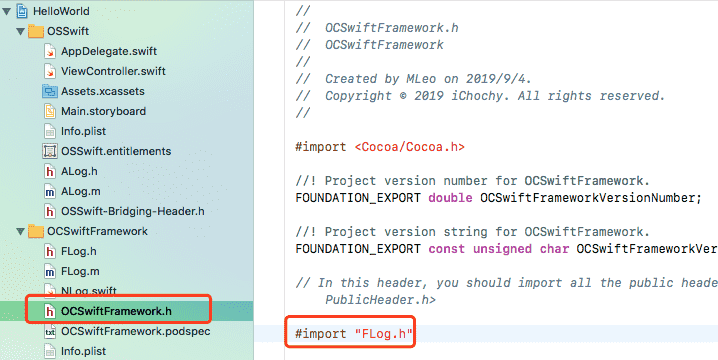 HelloWorld
OSSwift
AppDelegate.swift
ViewController.swift
Assets.xcassets
Main.storyboard
Info.plist
OSSwift.entitlements
ALog.h
ALog.m
OSSwift-Bridging-Header.h
OCSwiftFramework
FLog.h
FLog.m
NLog.swift
OCSwiftFramework.h
OCSwiftFramework.podspec
Info.plist
//
//  OCSwiftFramework.h
//  OCSwiftFramework
//
//  Created by MLeo on 2019/9/4.
//  Copyright © 2019 iChochy. All rights reserved.
//
#import <Cocoa/Cocoa.h>
//! Project version number for OCSwiftFramework.
FOUNDATION_EXPORT double OCSwiftFrameworkVersionNumber;
//! Project version string for OCSwiftFramework.
FOUNDATION_EXPORT const unsigned char OCSwiftFrameworkVer
// In this header, you should import all the public heade
PublicHeader.h>
#import "FLog.h"